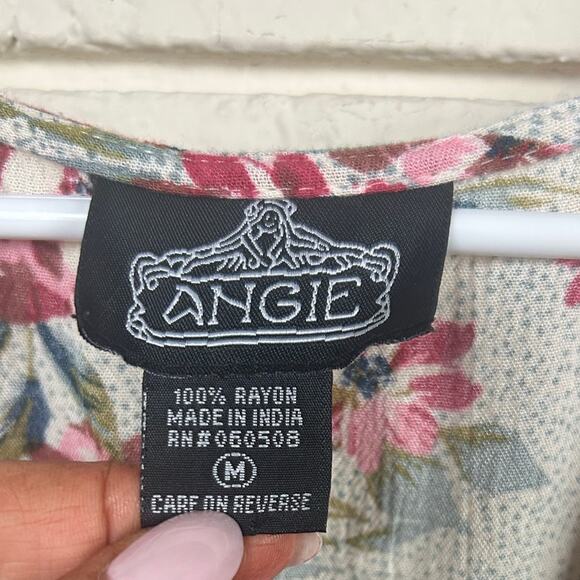 ANGIE
100% RAYON
MADE IN INDIA
RN#060508
M
CARE ON REVERSE